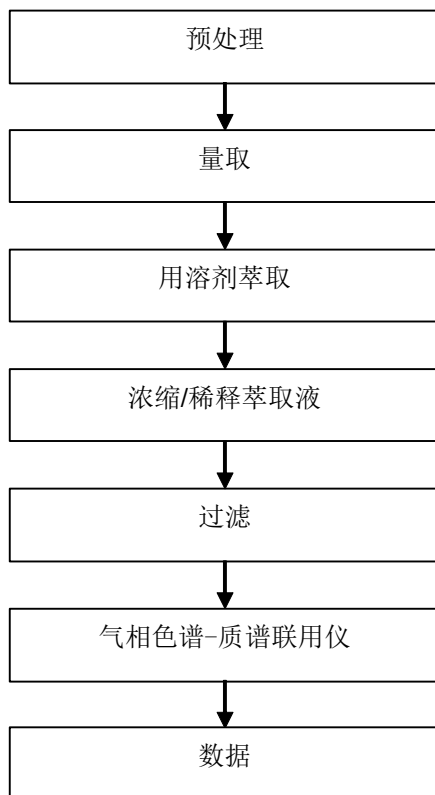 预处理
量取
用溶剂萃取
浓缩/稀释萃取液
过滤
气相色谱-质谱联用仪
数据